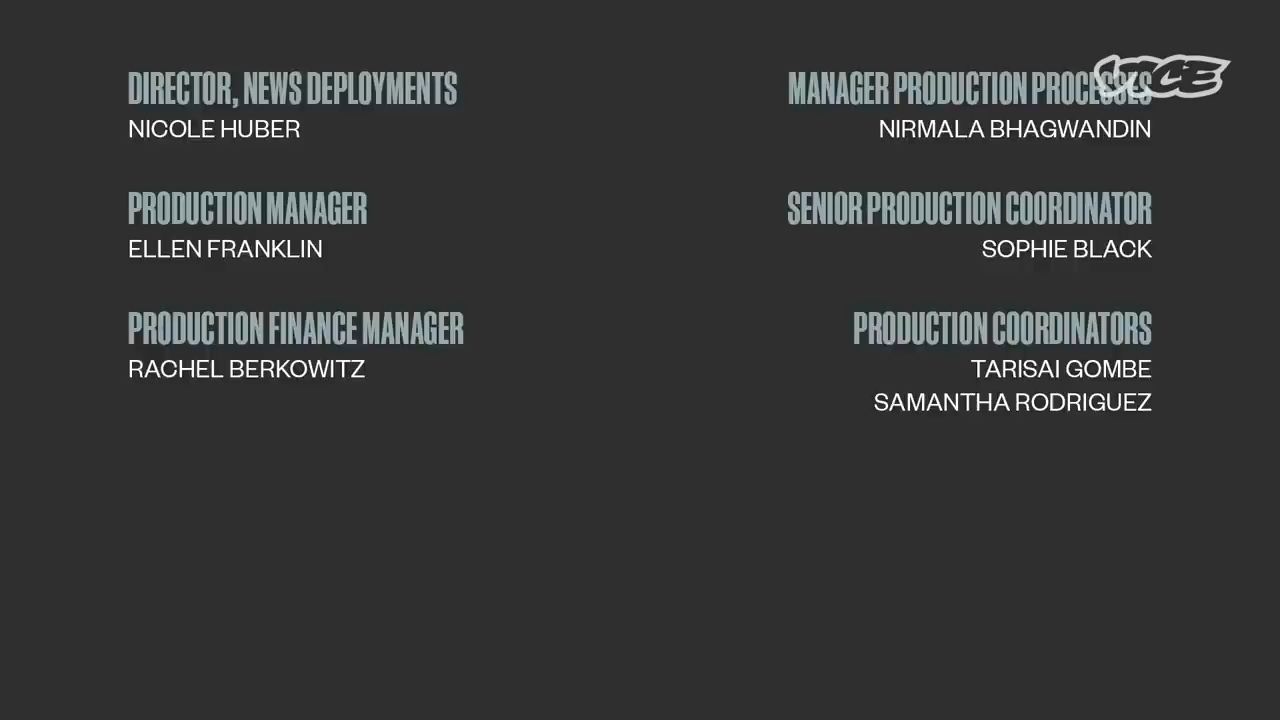 DIRECTOR, NEWS DEPLOYMENTS
NICOLE HUBER
PRODUCTION MANAGER
ELLEN FRANKLIN
PRODUCTION FINANCE MANAGER
RACHEL BERKOWITZ
MANAGER PRODUCTION PROCESSES
NIRMALA BHAGWANDIN
SENIOR PRODUCTION COORDINATOR
SOPHIE BLACK
PRODUCTION COORDINATORS
TARISAI GOMBE
SAMANTHA RODRIGUEZ
VICE